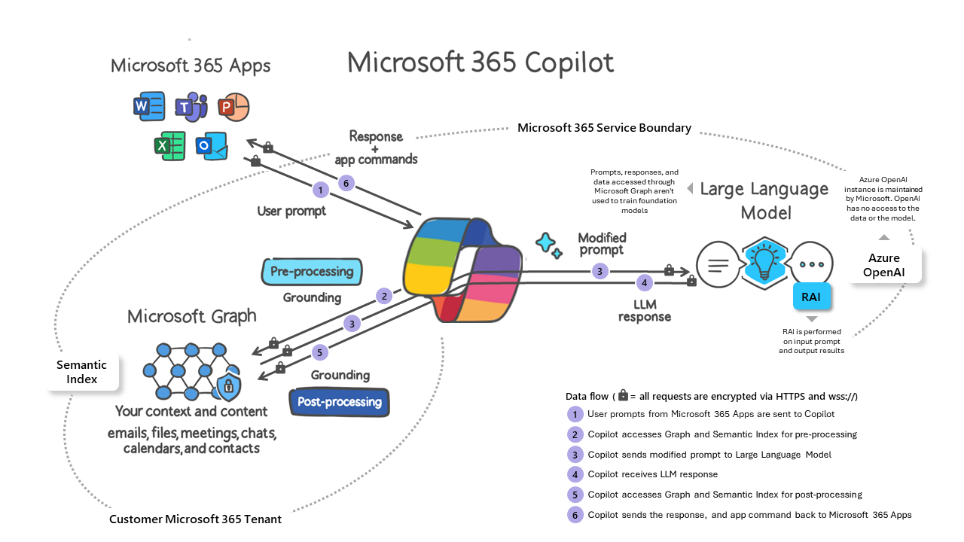 Microsoft 365 Copilot
Microsoft 365 Apps
W
T
P
X
O
Response
+
app commands
6
1
User prompt
Microsoft 365 Service Boundary
Prompts, responses, and
data accessed through
Microsoft Graph aren't
used to train foundation
models
Large Language
Model
Azure OpenAI
instance is maintained
by Microsoft. OpenAI
has no access to the
data or the model.
Azure
OpenAI
Modified
prompt
3
4
LLM
response
RAI
RAI is performed
on input prompt
and output results
Pre-processing
Grounding
2
3
5
Grounding
Post-processing
Microsoft Graph
Semantic
Index
Your context and content
emails, files, meetings, chats,
calendars, and contacts
Customer Microsoft 365 Tenant
Data flow ( = all requests are encrypted via HTTPS and wss://)
1 User prompts from Microsoft 365 Apps are sent to Copilot
2 Copilot accesses Graph and Semantic Index for pre-processing
3 Copilot sends modified prompt to Large Language Model
4 Copilot receives LLM response
5 Copilot accesses Graph and Semantic Index for post-processing
6 Copilot sends the response, and app command back to Microsoft 365 Apps